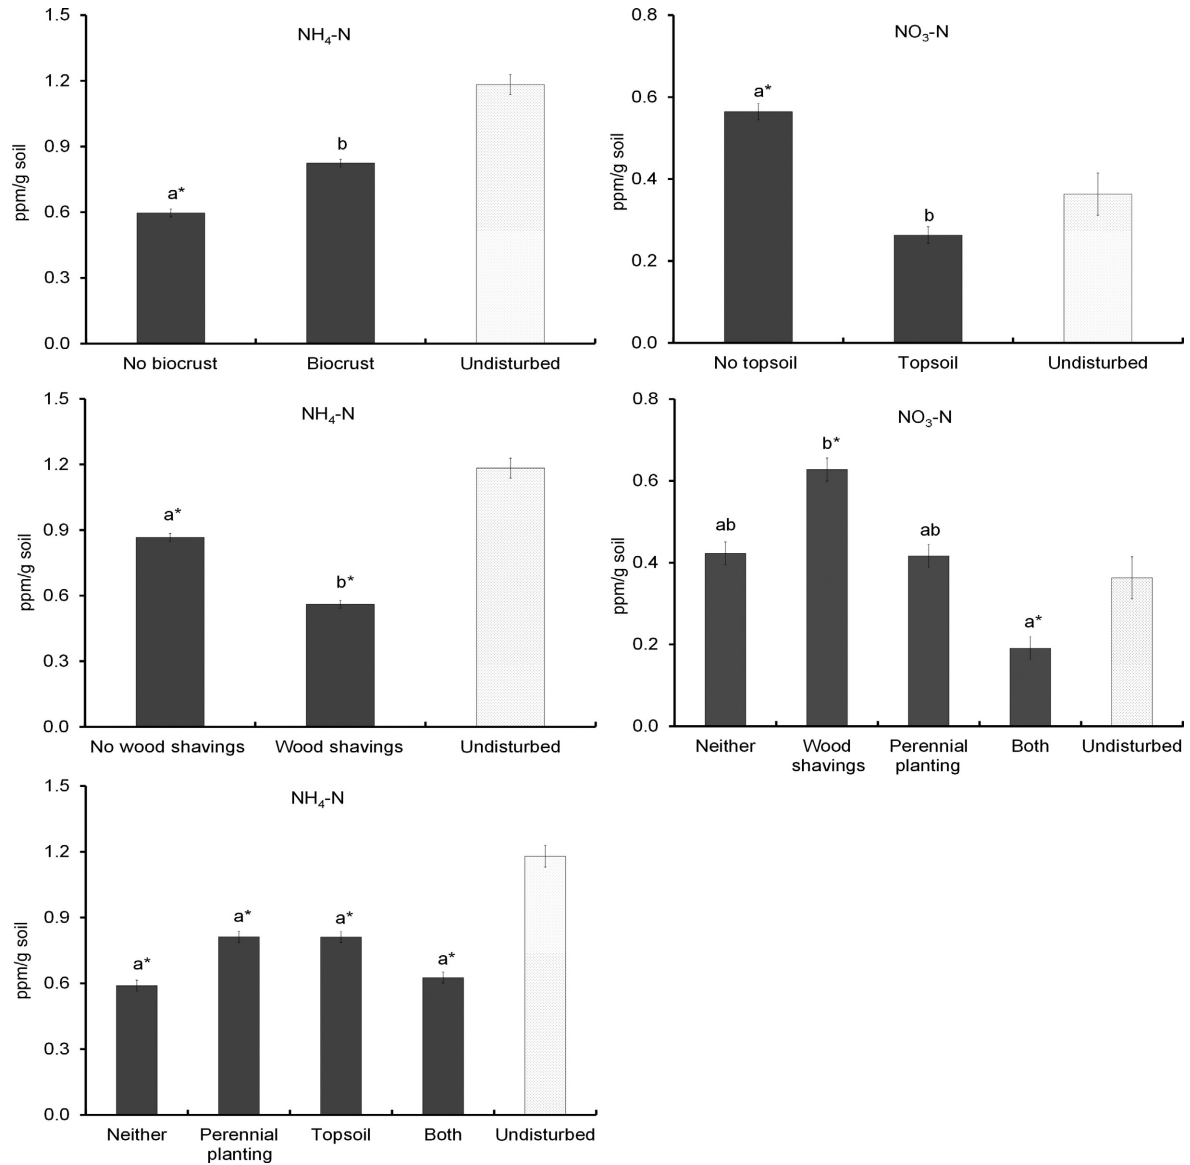 NH₄-N
ppm/g soil
1.5
1.2
0.9
0.6
0.3
0.0
a*
b
No biocrust Biocrust Undisturbed
NO₃-N
ppm/g soil
0.8
0.6
0.4
0.2
0.0
a*
b
No topsoil Topsoil Undisturbed
NH₄-N
ppm/g soil
1.5
1.2
0.9
0.6
0.3
0.0
a*
b*
No wood shavings Wood shavings Undisturbed
NO₃-N
ppm/g soil
0.8
0.6
0.4
0.2
0.0
ab
b*
ab
a*
Neither Wood Perennial Both Undisturbed
shavings planting
NH₄-N
ppm/g soil
1.5
1.2
0.9
0.6
0.3
0.0
a*
a*
a*
a*
Neither Perennial Topsoil Both Undisturbed
planting